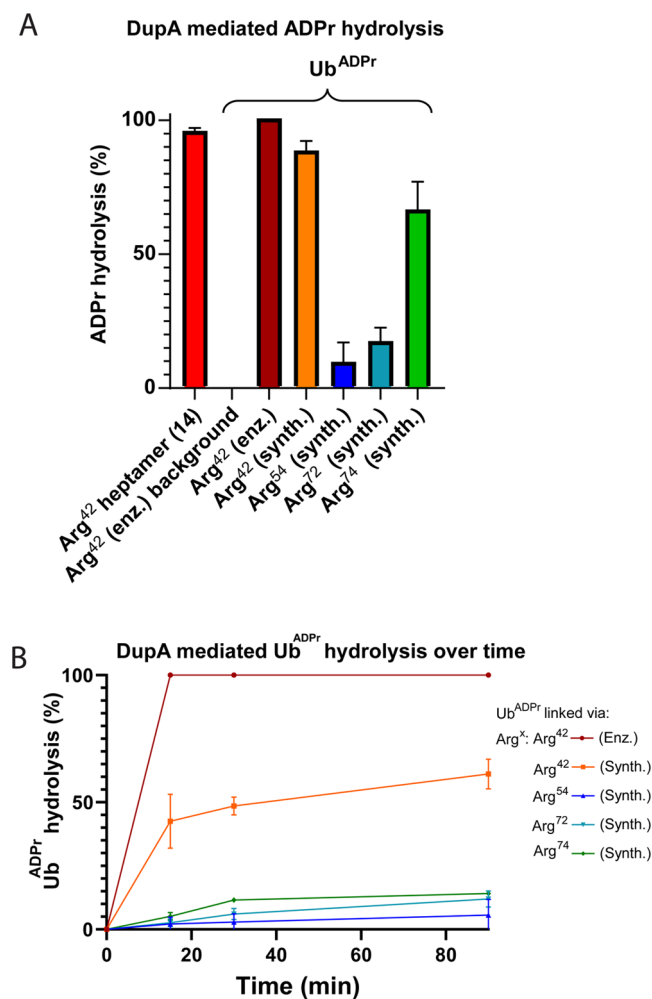 A
DupA mediated ADPr hydrolysis
Ub^ADPr
ADPr hydrolysis (%)
100
50
0
Arg^42 heptamer (14)
Arg^42 (enz.) background
Arg^42 (enz.)
Arg^42 (synth.)
Arg^54 (synth.)
Arg^72 (synth.)
Arg^74 (synth.)
B
DupA mediated Ub^ADPr hydrolysis over time
Ub^ADPr hydrolysis (%)
100
50
0
0 20 40 60 80
Time (min)
Ub^ADPr linked via:
Arg^x: Arg^42 (Enz.)
Arg^42 (Synth.)
Arg^54 (Synth.)
Arg^72 (Synth.)
Arg^74 (Synth.)